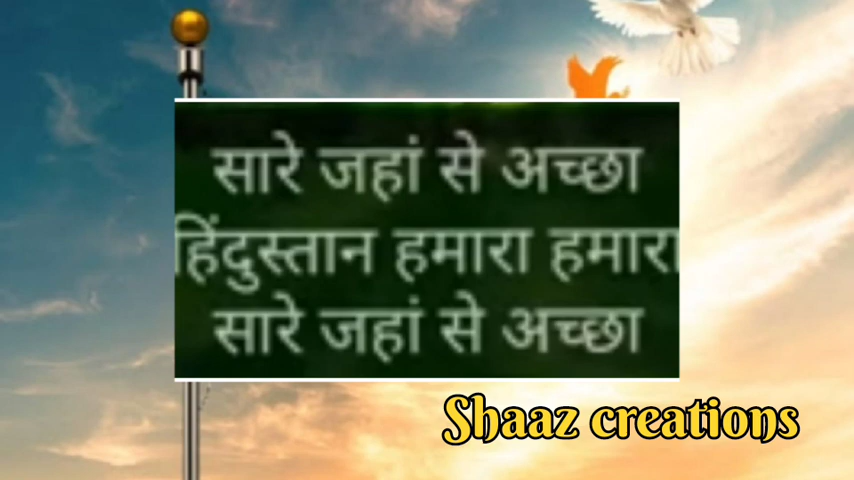 सारे जहां से अच्छा
हिंदुस्तान हमारा हमारा
सारे जहां से अच्छा
Shaaz creations